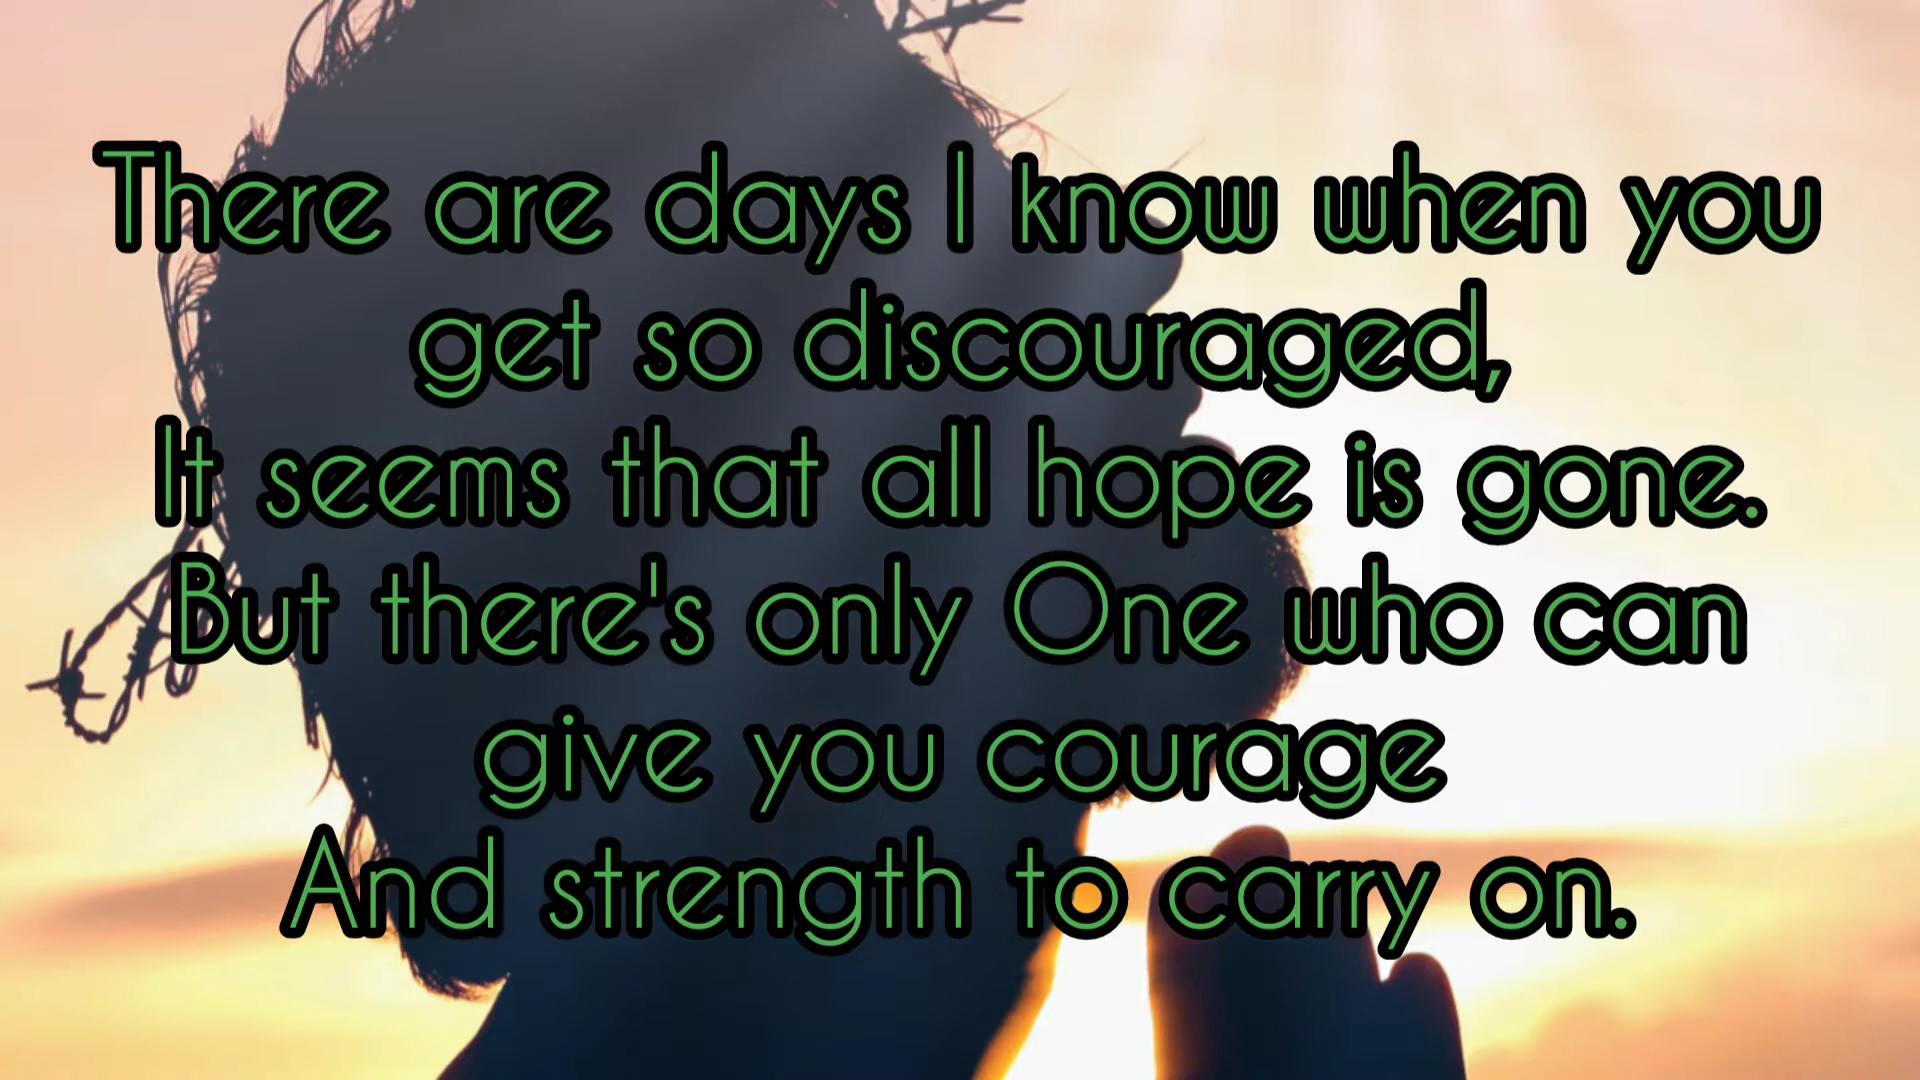 There are days I know when you
get so discouraged,
It seems that all hope is gone.
But there's only One who can
give you courage
And strength to carry on.